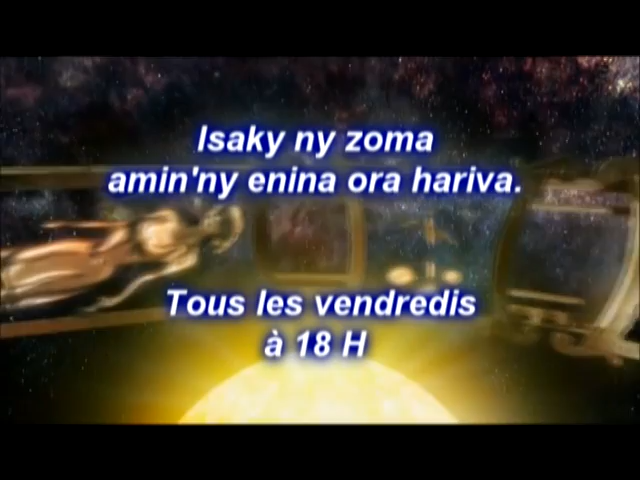 Isaky ny zoma
amin'ny enina ora hariva.
Tous les vendredis
à 18 H